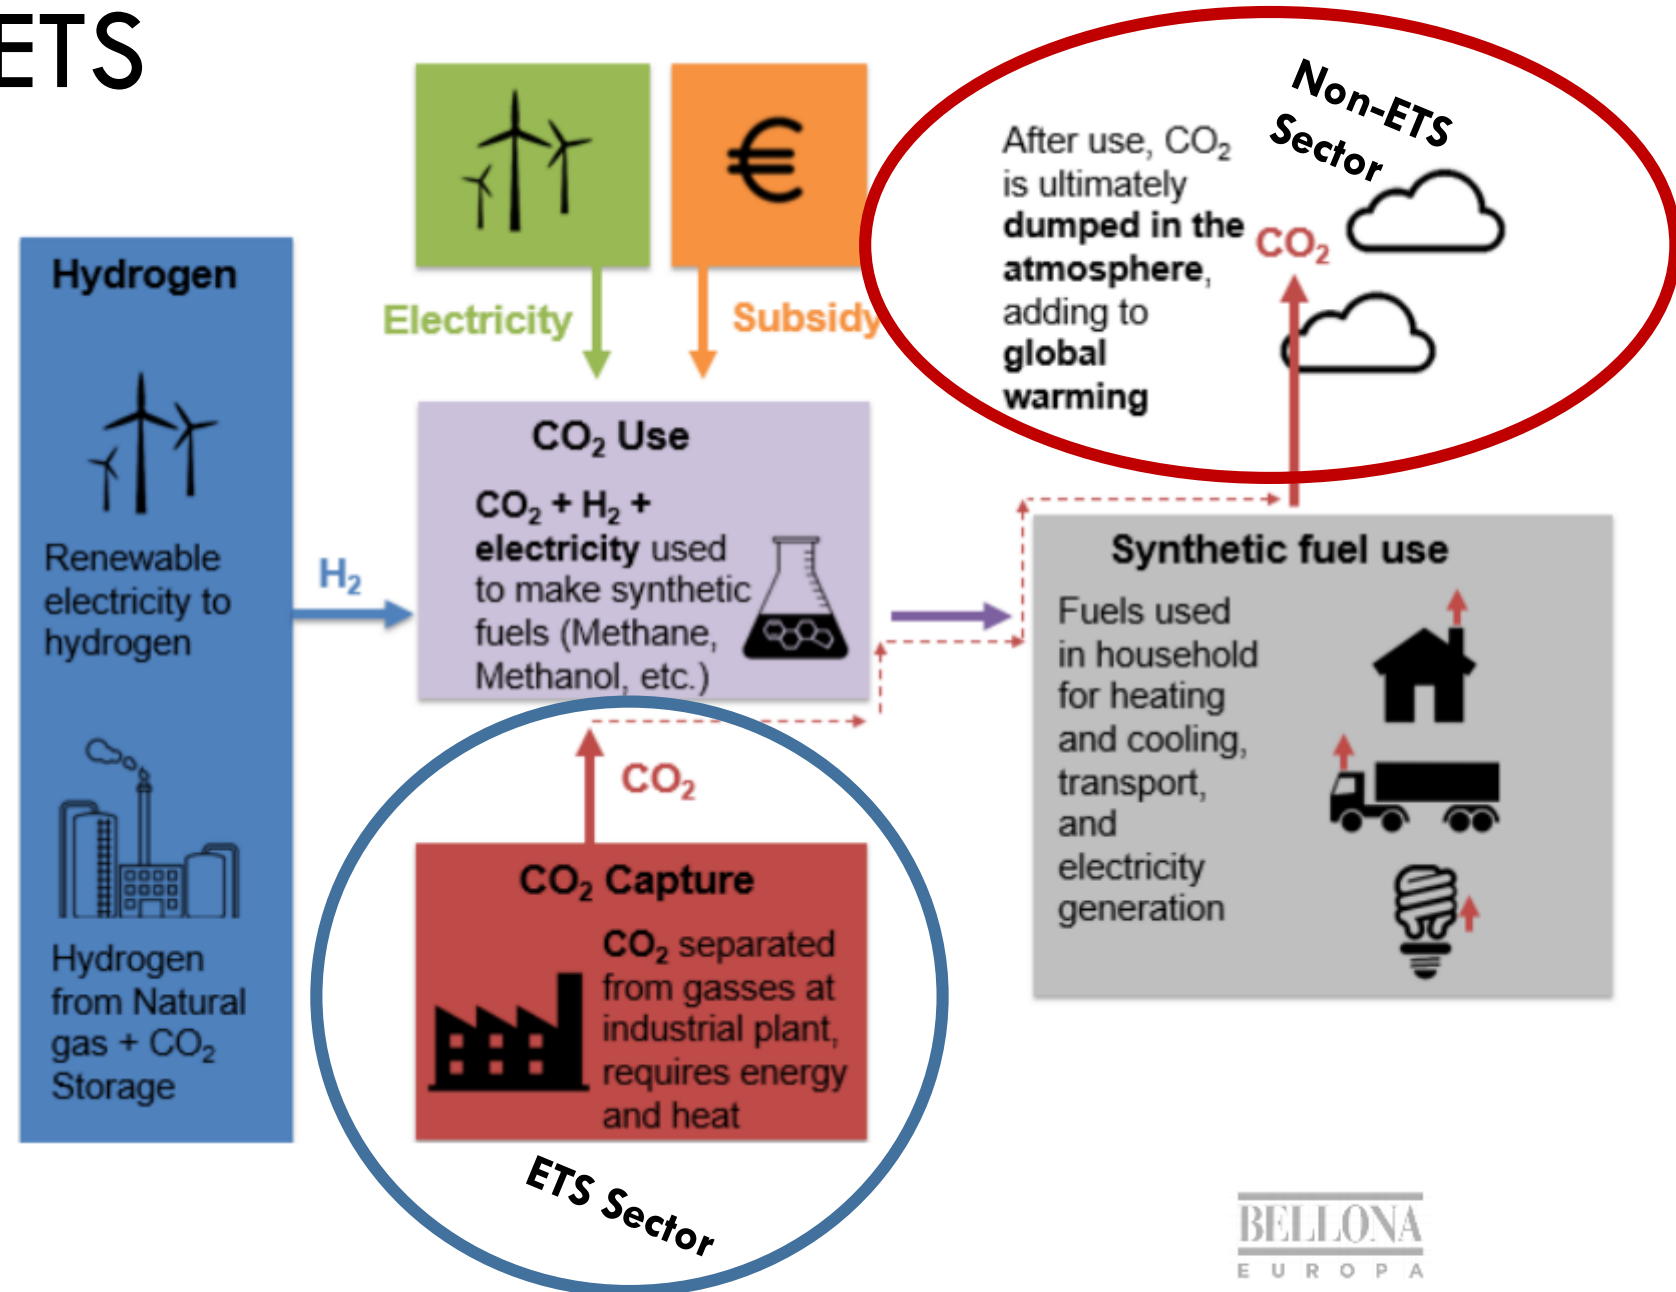 ETS
Hydrogen
Renewable
electricity to
hydrogen
Hydrogen
from Natural
gas + CO₂
Storage
H₂
Electricity
€
Subsidy
CO₂ Use
CO₂ + H₂ +
electricity used
to make synthetic
fuels (Methane,
Methanol, etc.)
CO₂
CO₂ Capture
CO₂ separated
from gasses at
industrial plant,
requires energy
and heat
ETS Sector
Non-ETS
Sector
After use, CO₂
is ultimately
dumped in the
atmosphere,
adding to
global
warming
CO₂
Synthetic fuel use
Fuels used
in household
for heating
and cooling,
transport,
and
electricity
generation
BELLONA
EUROPA